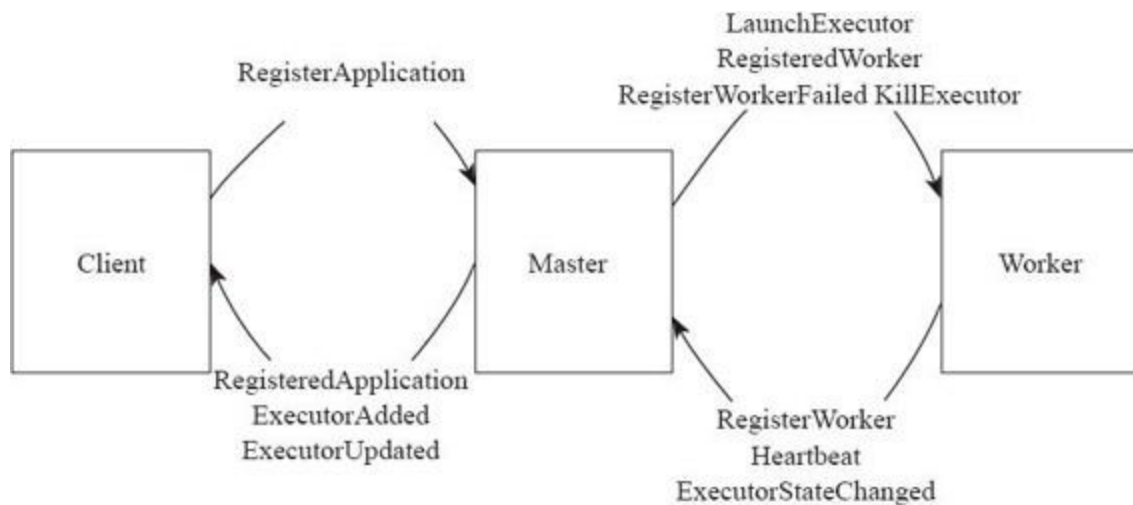 LaunchExecutor
RegisteredWorker
RegisterApplication
RegisterWorkerFailed KillExecutor
Client
Master
Worker
RegisteredApplication
ExecutorAdded
ExecutorUpdated
RegisterWorker
Heartbeat
ExecutorStateChanged